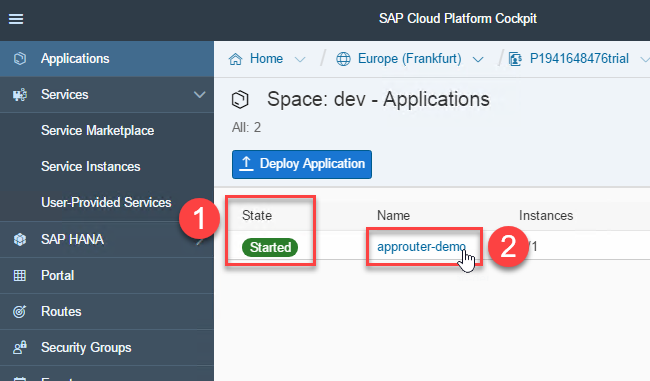 SAP Cloud Platform Cockpit
Applications
Services
Service Marketplace
Service Instances
User-Provided Services
SAP HANA
Portal
Routes
Security Groups
Home / Europe (Frankfurt) / P1941648476trial
Space: dev - Applications
All: 2
Deploy Application
1
State Name Instances
Started approuter-demo 2 /1